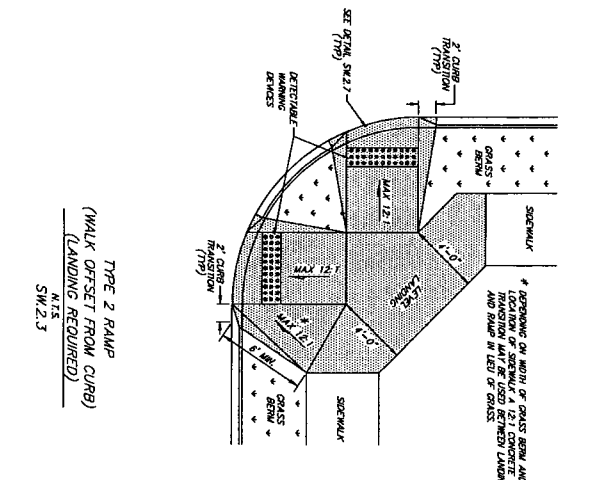 SEE DETAIL SW.2.7
(TYP)
2' CURB
TRANSITION
(TYP)
DETECTABLE
WARNING
DEVICES
GRASS
BERM
SIDEWALK
MAX 12:1
4'-0"
LEVEL
LANDING
MAX 12:1
4'-0"
*
MAX 12:1
2' CURB
TRANSITION
(TYP)
6' MIN.
GRASS
BERM
SIDEWALK
* DEPENDING ON WIDTH OF GRASS BERM AND
LOCATION OF SIDEWALK A 12:1 CONCRETE
TRANSITION MAY BE USED BETWEEN LANDIN
AND RAMP IN LIEU OF GRASS.
TYPE 2 RAMP
(WALK OFFSET FROM CURB)
(LANDING REQUIRED)
N.T.S.
SW.2.3